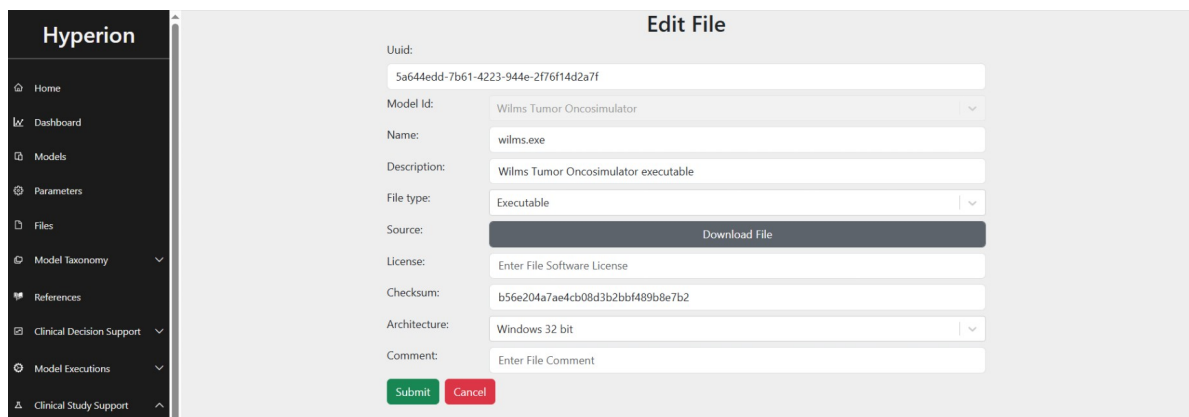 Hyperion
Home
Dashboard
Models
Parameters
Files
Model Taxonomy
References
Clinical Decision Support
Model Executions
Clinical Study Support
Edit File
Uuid:
5a644edd-7b61-4223-944e-2f76f14d2a7f
Model Id: Wilms Tumor Oncosimulator
Name: wilms.exe
Description: Wilms Tumor Oncosimulator executable
File type: Executable
Source: Download File
License: Enter File Software License
Checksum: b56e204a7ae4cb08d3b2bbf489b8e7b2
Architecture: Windows 32 bit
Comment: Enter File Comment
Submit Cancel